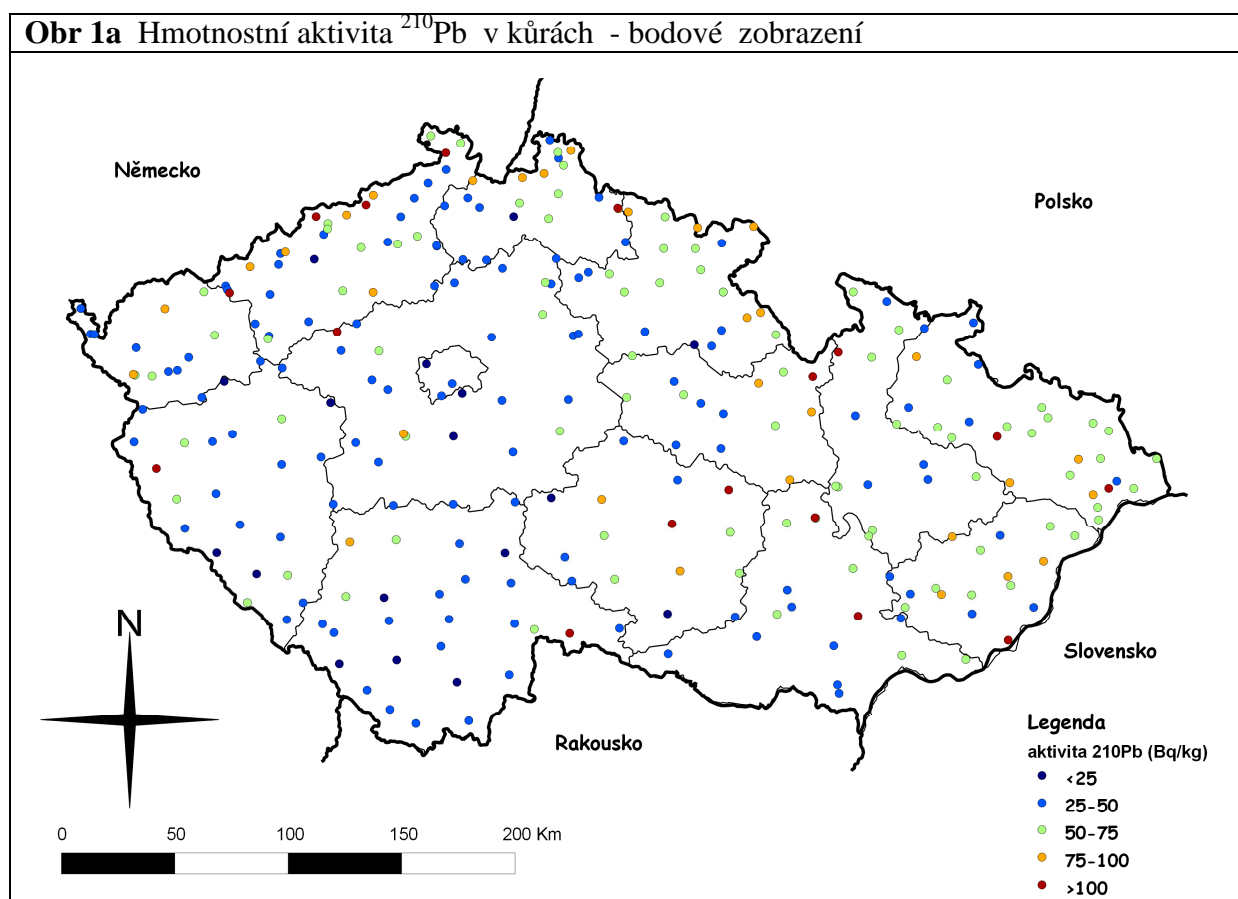 Obr 1a Hmotnostní aktivita ²¹⁰Pb v kůrách - bodové zobrazení
Německo
Polsko
N
Slovensko
Rakousko
Legenda
aktivita 210Pb (Bq/kg)
<25
25-50
50-75
75-100
>100
0 50 100 150 200 Km